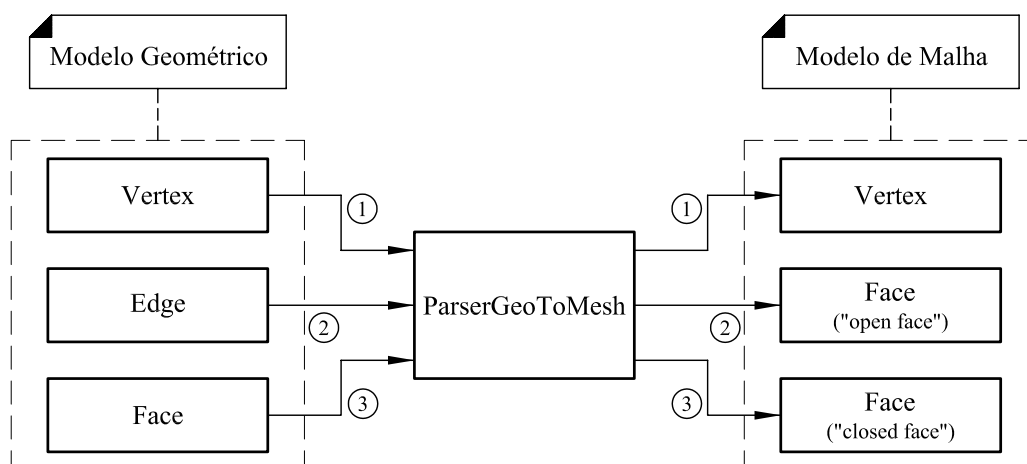 Modelo Geométrico
Modelo de Malha
Vertex
1
1
Vertex
Edge
2
ParserGeoToMesh
2
Face
("open face")
Face
3
3
Face
("closed face")